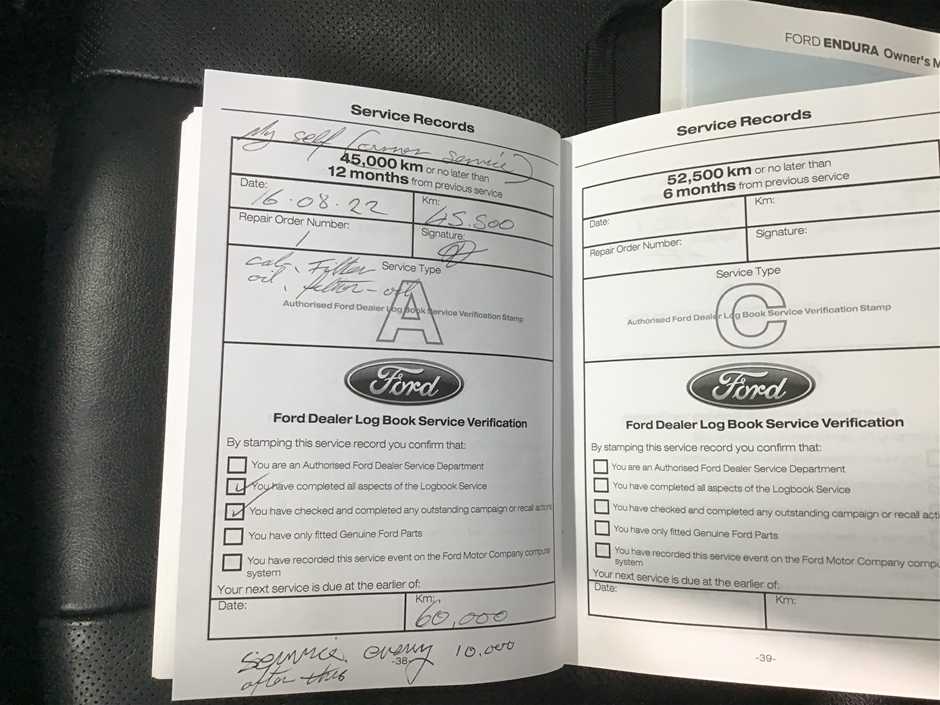 FORD ENDURA Owner's M
Service Records
My self (owner service)
45,000 km or no later than
12 months from previous service
Date:
16.08.22
Km:
45.500
Repair Order Number:
1
Signature:
cab. Filter
oil, filter-oil
Service Type
A
Authorised Ford Dealer Log Book Service Verification Stamp
Ford
Ford Dealer Log Book Service Verification
By stamping this service record you confirm that:
You are an Authorised Ford Dealer Service Department
You have completed all aspects of the Logbook Service
You have checked and completed any outstanding campaign or recall actions
You have only fitted Genuine Ford Parts
You have recorded this service event on the Ford Motor Company computer
system
Your next service is due at the earlier of:
Date:
Km:
60,000
service every 10.000
after this
-38-
Service Records
52,500 km or no later than
6 months from previous service
Date:
Km:
Repair Order Number:
Signature:
Service Type
C
Authorised Ford Dealer Log Book Service Verification Stamp
Ford
Ford Dealer Log Book Service Verification
By stamping this service record you confirm that:
You are an Authorised Ford Dealer Service Department
You have completed all aspects of the Logbook Service
You have checked and completed any outstanding campaign or recall acti
You have only fitted Genuine Ford Parts
You have recorded this service event on the Ford Motor Company compu
system
Your next service is due at the earlier of:
Date:
Km:
-39-